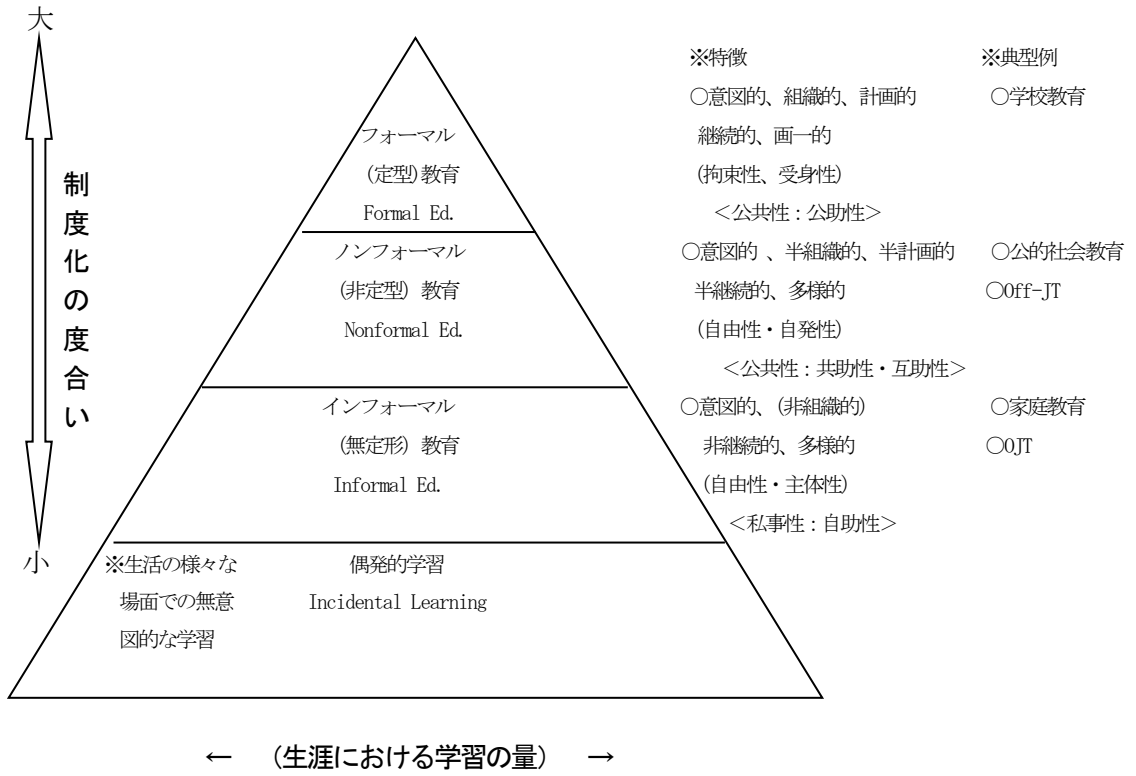 大
※特徴 ※典型例
○意図的、組織的、計画的 ○学校教育
継続的、画一的
(拘束性、受身性)
＜公共性：公助性＞
フォーマル
(定型)教育
Formal Ed.
制度化の度合い
○意図的 、半組織的、半計画的 ○公的社会教育
半継続的、多様的 ○Off-JT
(自由性・自発性)
＜公共性：共助性・互助性＞
ノンフォーマル
(非定型) 教育
Nonformal Ed.
○意図的、(非組織的) ○家庭教育
非継続的、多様的 ○OJT
(自由性・主体性)
＜私事性：自助性＞
インフォーマル
(無定形) 教育
Informal Ed.
小
※生活の様々な
場面での無意
図的な学習
偶発的学習
Incidental Learning
← (生涯における学習の量) →